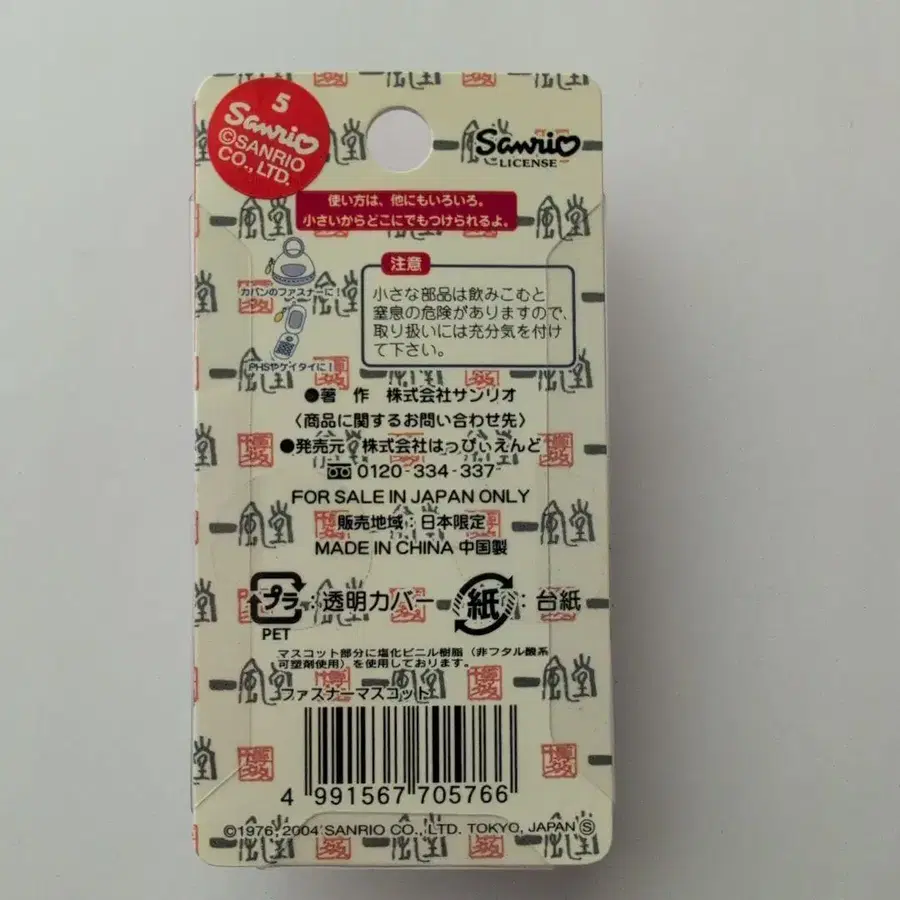 5
Sanrio
©SANRIO
CO., LTD.
Sanrio
LICENSE
使い方は、他にもいろいろ。
小さいからどこにでもつけられるよ。
カバンのファスナーに!
PHSやケイタイに!
注意
小さな部品は飲みこむと
窒息の危険がありますので、
取り扱いには充分気を付け
て下さい。
●著 作 株式会社サンリオ
〈商品に関するお問い合わせ先〉
●発売元 株式会社はっぴぃえんど
0120-334-337
FOR SALE IN JAPAN ONLY
販売地域:日本限定
MADE IN CHINA 中国製
プラ:透明カバー 紙:台紙
PET
マスコット部分に塩化ビニル樹脂(非フタル酸系
可塑剤使用)を使用しております。
ファスナーマスコット
4 991567 705766
©1976, 2004 SANRIO CO., LTD. TOKYO, JAPAN Ⓢ
一風堂
博多